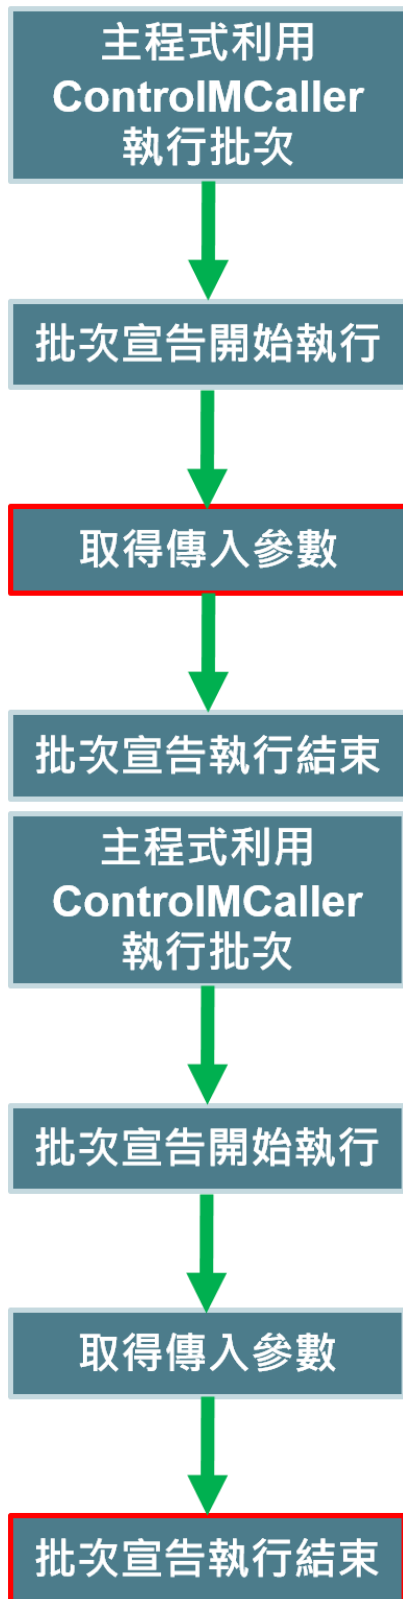 主程式利用
ControlMCaller
執行批次
批次宣告開始執行
取得傳入參數
批次宣告執行結束
主程式利用
ControlMCaller
執行批次
批次宣告開始執行
取得傳入參數
批次宣告執行結束